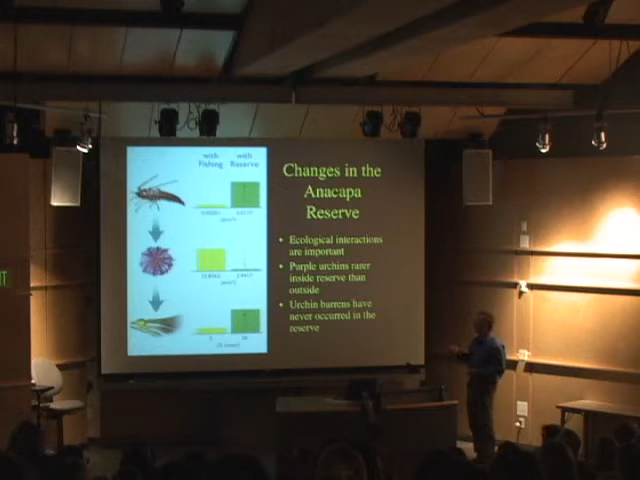 with with
Fishing Reserve
Changes in the
Anacapa
Reserve
• Ecological interactions
are important
• Purple urchins rarer
inside reserve than
outside
• Urchin barrens have
never occurred in the
reserve